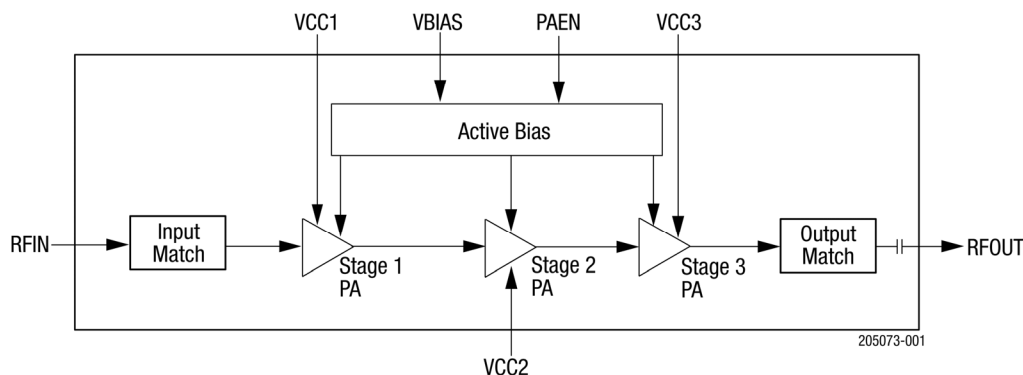 VCC1
VBIAS
PAEN
VCC3
Active Bias
RFIN
Input
Match
Stage 1
PA
Stage 2
PA
Stage 3
PA
Output
Match
RFOUT
205073-001
VCC2